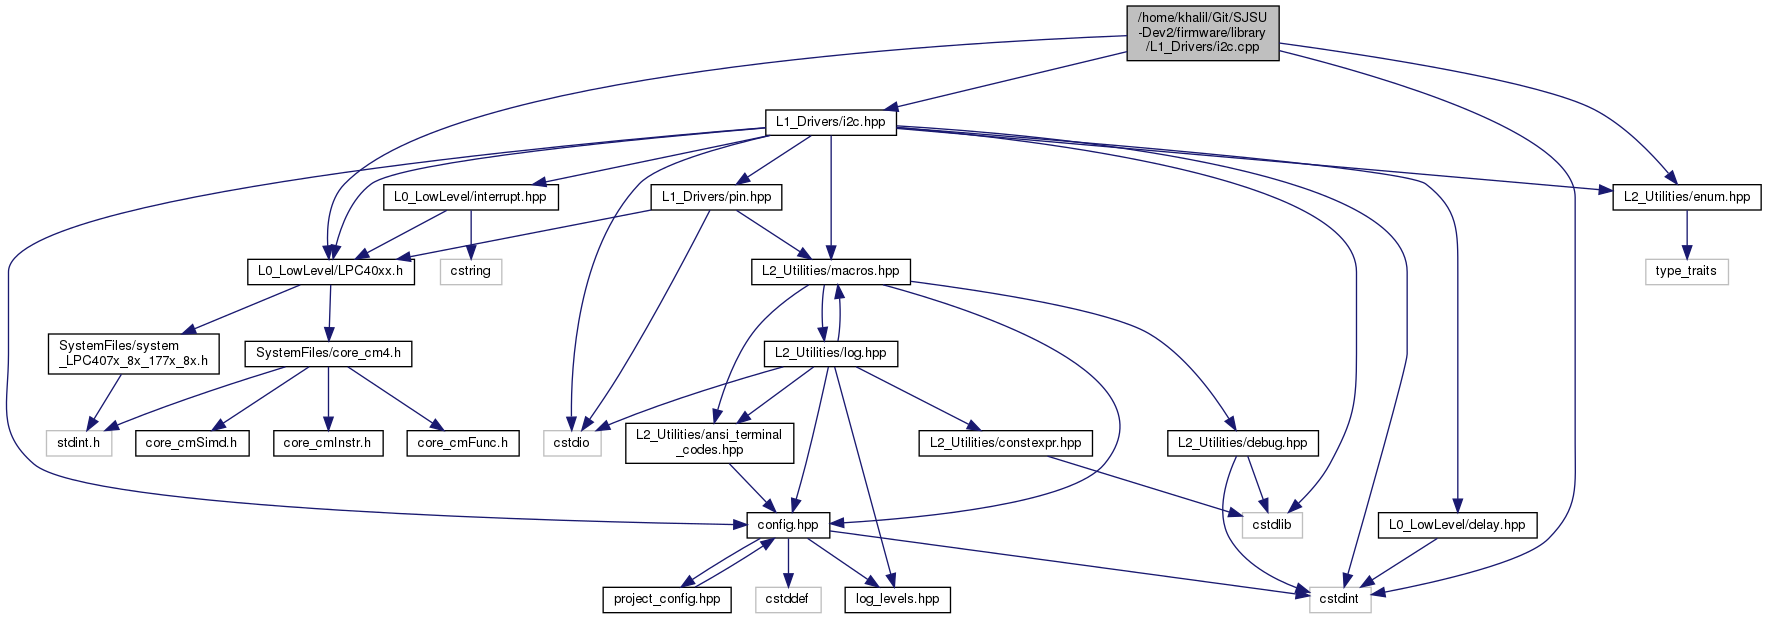 /home/khalil/Git/SJSU
-Dev2/firmware/library
/L1_Drivers/i2c.cpp
L1_Drivers/i2c.hpp
L0_LowLevel/interrupt.hpp
L1_Drivers/pin.hpp
L2_Utilities/enum.hpp
L0_LowLevel/LPC40xx.h
cstring
L2_Utilities/macros.hpp
type_traits
SystemFiles/system
_LPC407x_8x_177x_8x.h
SystemFiles/core_cm4.h
L2_Utilities/log.hpp
stdint.h
core_cmSimd.h
core_cmInstr.h
core_cmFunc.h
cstdio
L2_Utilities/ansi_terminal
_codes.hpp
L2_Utilities/constexpr.hpp
L2_Utilities/debug.hpp
config.hpp
cstdlib
L0_LowLevel/delay.hpp
project_config.hpp
cstddef
log_levels.hpp
cstdint